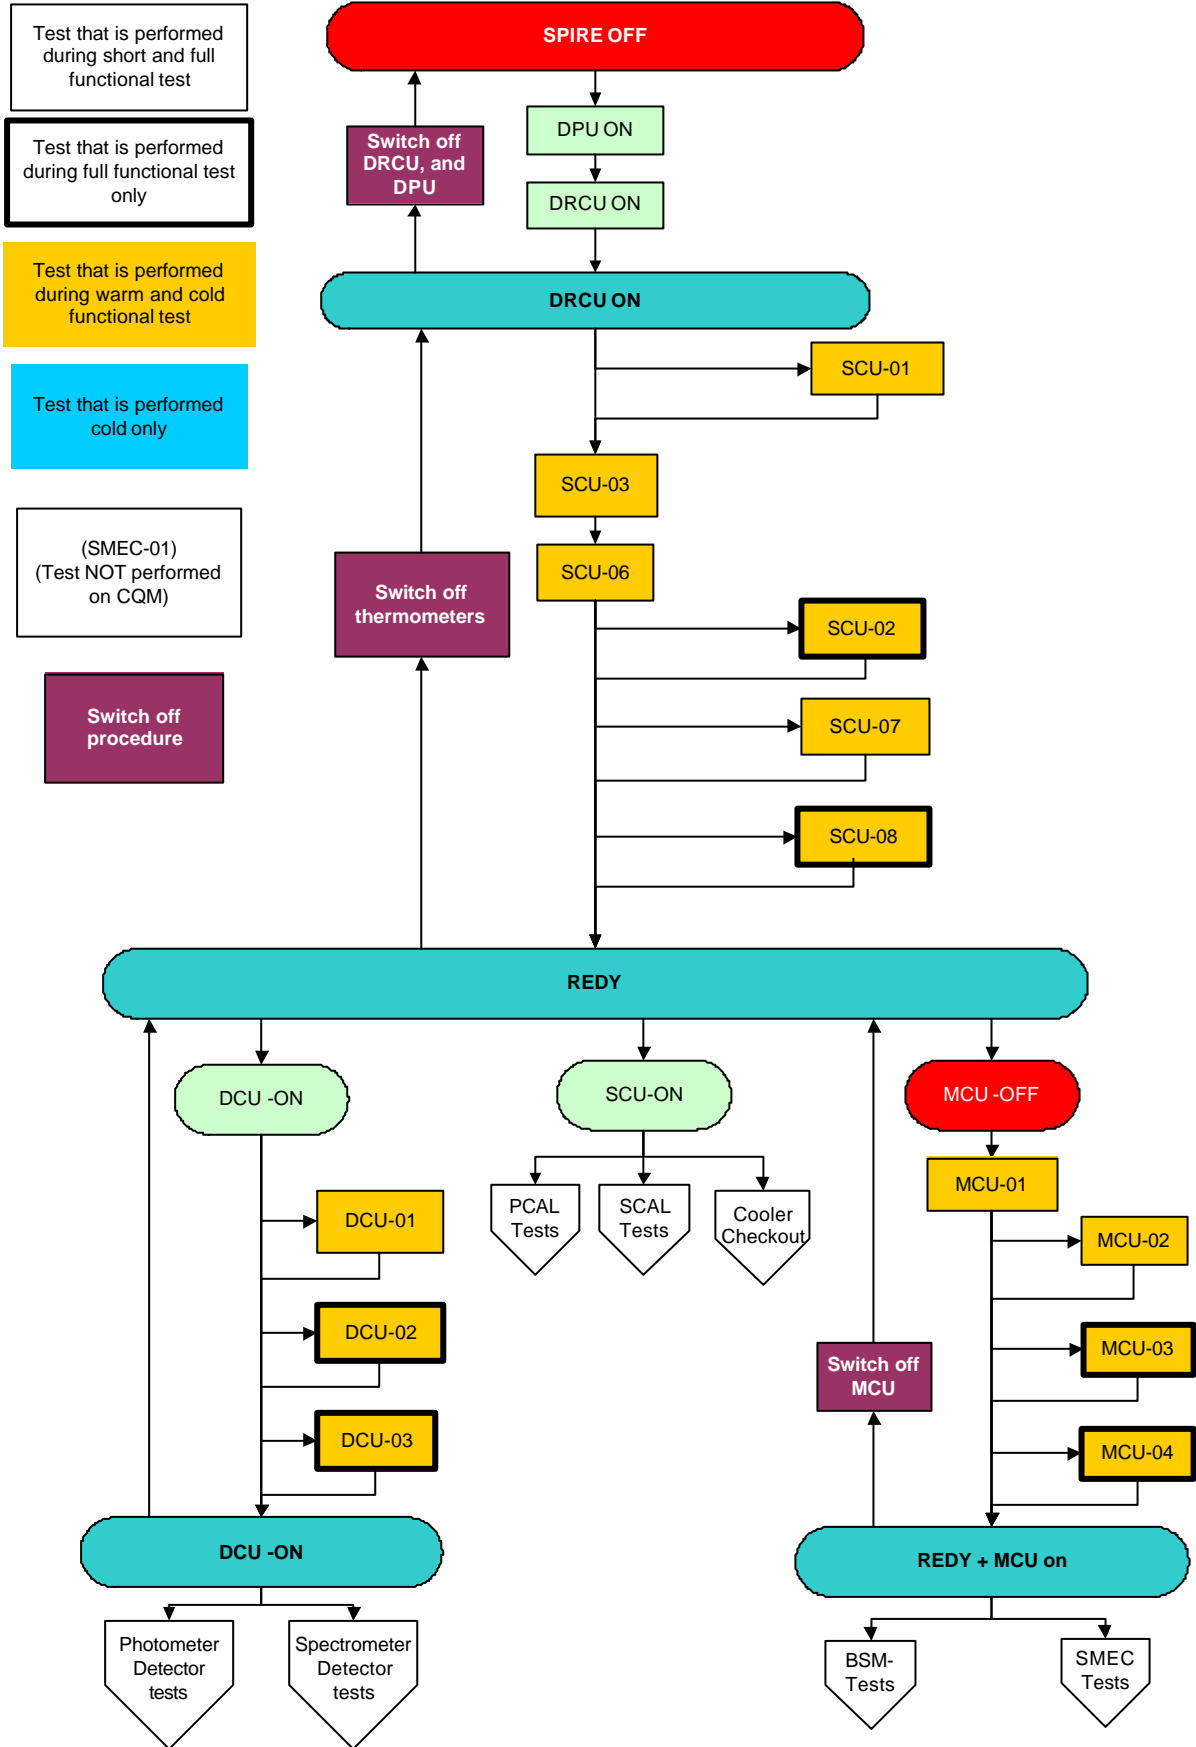 Test that is performed
during short and full
functional test
Test that is performed
during full functional test
only
Test that is performed
during warm and cold
functional test
Test that is performed
cold only
(SMEC-01)
(Test NOT performed
on CQM)
Switch off
procedure
SPIRE OFF
DPU ON
Switch off
DRCU, and
DPU
DRCU ON
DRCU ON
SCU-01
SCU-03
SCU-06
Switch off
thermometers
SCU-02
SCU-07
SCU-08
REDY
DCU -ON
SCU-ON
MCU -OFF
MCU-01
PCAL
Tests
SCAL
Tests
Cooler
Checkout
DCU-01
DCU-02
DCU-03
MCU-02
MCU-03
MCU-04
Switch off
MCU
DCU -ON
REDY + MCU on
Photometer
Detector
tests
Spectrometer
Detector
tests
BSM-
Tests
SMEC
Tests